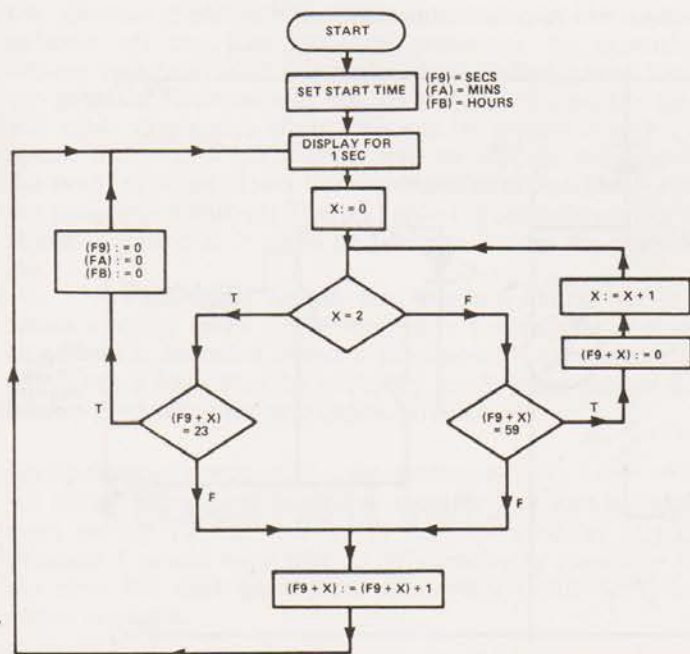 START
SET START TIME
(F9) = SECS
(FA) = MINS
(FB) = HOURS
DISPLAY FOR
1 SEC
X: = 0
(F9) : = 0
(FA) : = 0
(FB) : = 0
X : = X + 1
T
X = 2
F
(F9 + X) : = 0
T
(F9 + X)
= 23
(F9 + X)
= 59
T
F
F
(F9 + X) : = (F9 + X) + 1